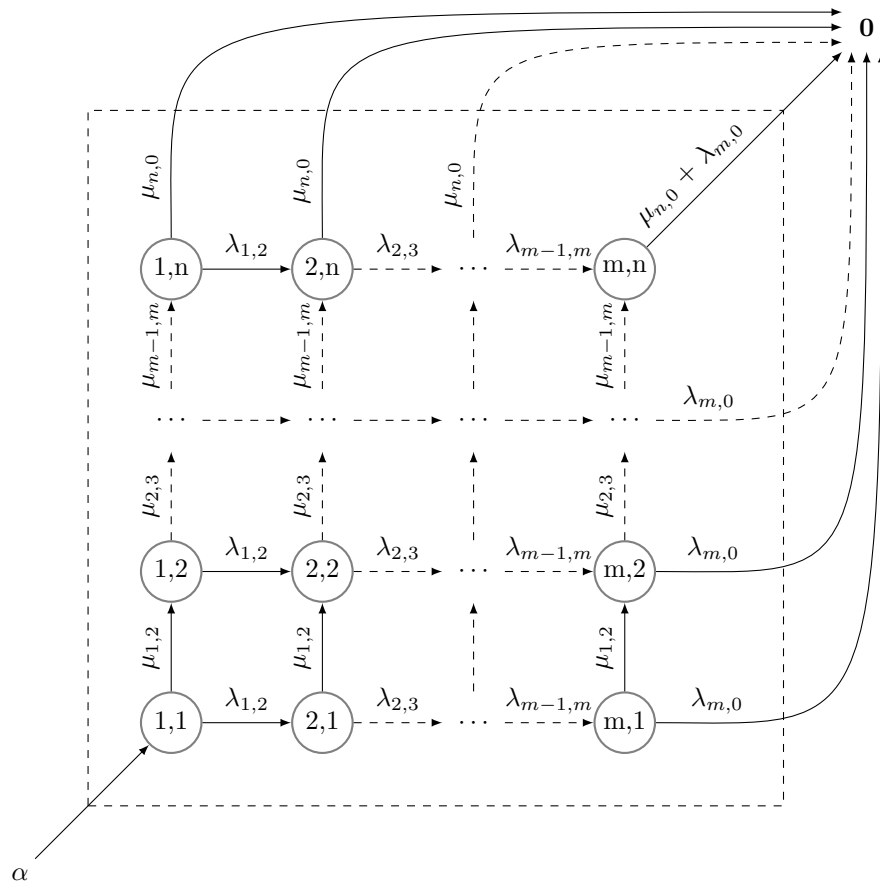 0
μ_{n,0} μ_{n,0} μ_{n,0} μ_{n,0} + λ_{m,0}
λ_{1,2} λ_{2,3} λ_{m−1,m}
1,n 2,n ··· m,n
μ_{m−1,m} μ_{m−1,m} μ_{m−1,m}
λ_{m,0}
··· ··· ··· ···
μ_{2,3} μ_{2,3} μ_{2,3}
λ_{1,2} λ_{2,3} λ_{m−1,m} λ_{m,0}
1,2 2,2 ··· m,2
μ_{1,2} μ_{1,2} μ_{1,2}
λ_{1,2} λ_{2,3} λ_{m−1,m} λ_{m,0}
1,1 2,1 ··· m,1
α